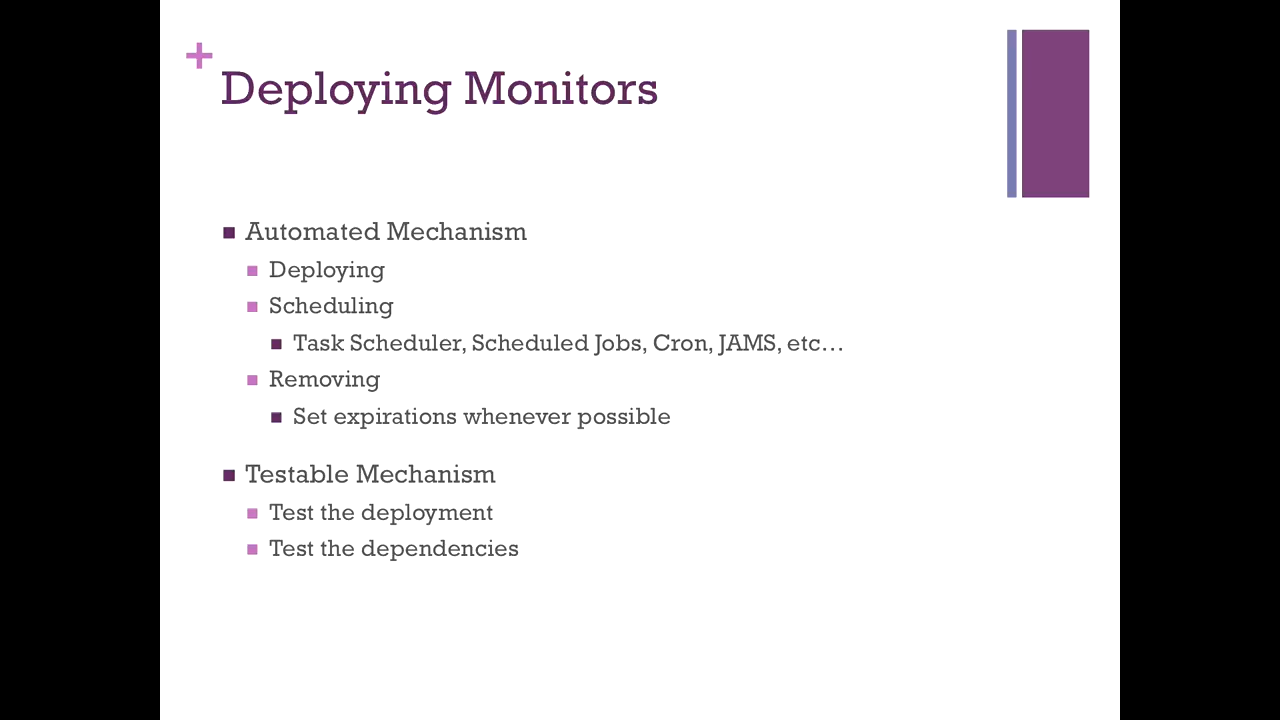 +
Deploying Monitors
Automated Mechanism
Deploying
Scheduling
Task Scheduler, Scheduled Jobs, Cron, JAMS, etc…
Removing
Set expirations whenever possible
Testable Mechanism
Test the deployment
Test the dependencies